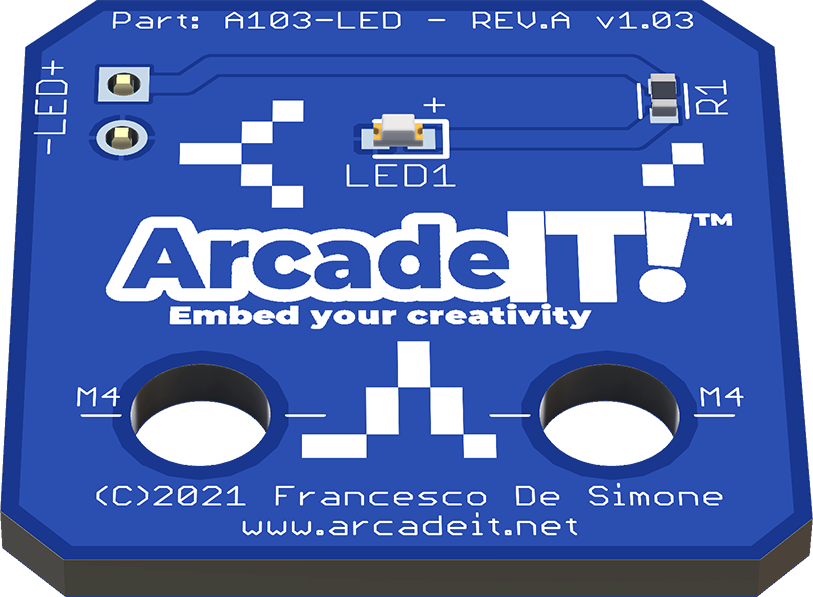 Part: A103-LED - REV.A v1.03
-LED+
R1
+
LED1
ArcadeIT!™
Embed your creativity
M4
M4
(C)2021 Francesco De Simone
www.arcadeit.net